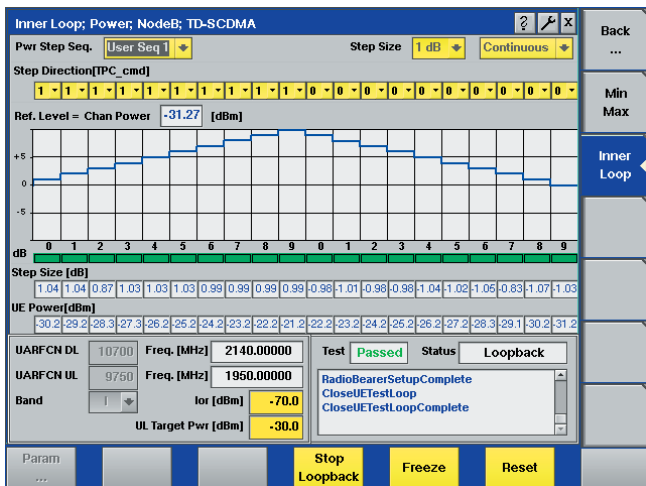 Inner Loop; Power; NodeB; TD-SCDMA ? x
Back
...
Pwr Step Seq. User Seq 1 Step Size 1 dB Continuous
Step Direction[TPC_cmd]
1 1 1 1 1 1 1 1 1 1 0 0 0 0 0 0 0 0 0 0
Min
Max
Ref. Level = Chan Power -31.27 [dBm]
Inner
Loop
+5
0
-5
dB 0 1 2 3 4 5 6 7 8 9 0 1 2 3 4 5 6 7 8 9
Step Size [dB]
1.04 1.04 0.87 1.03 1.03 1.03 0.99 0.99 0.99 0.99 -0.98 -1.01 -0.98 -0.98 -1.04 -1.02 -1.05 -0.83 -1.07 -1.03
UE Power[dBm]
-30.2 -29.2 -28.3 -27.3 -26.2 -25.2 -24.2 -23.2 -22.2 -21.2 -22.2 -23.2 -24.2 -25.2 -26.2 -27.2 -28.3 -29.1 -30.2 -31.2
UARFCN DL 10700 Freq. [MHz] 2140.00000
UARFCN UL 9750 Freq. [MHz] 1950.00000
Band I Ior [dBm] -70.0
UL Target Pwr [dBm] -30.0
Test Passed Status Loopback
RadioBearerSetupComplete
CloseUETestLoop
CloseUETestLoopComplete
Param
...
Stop
Loopback
Freeze
Reset